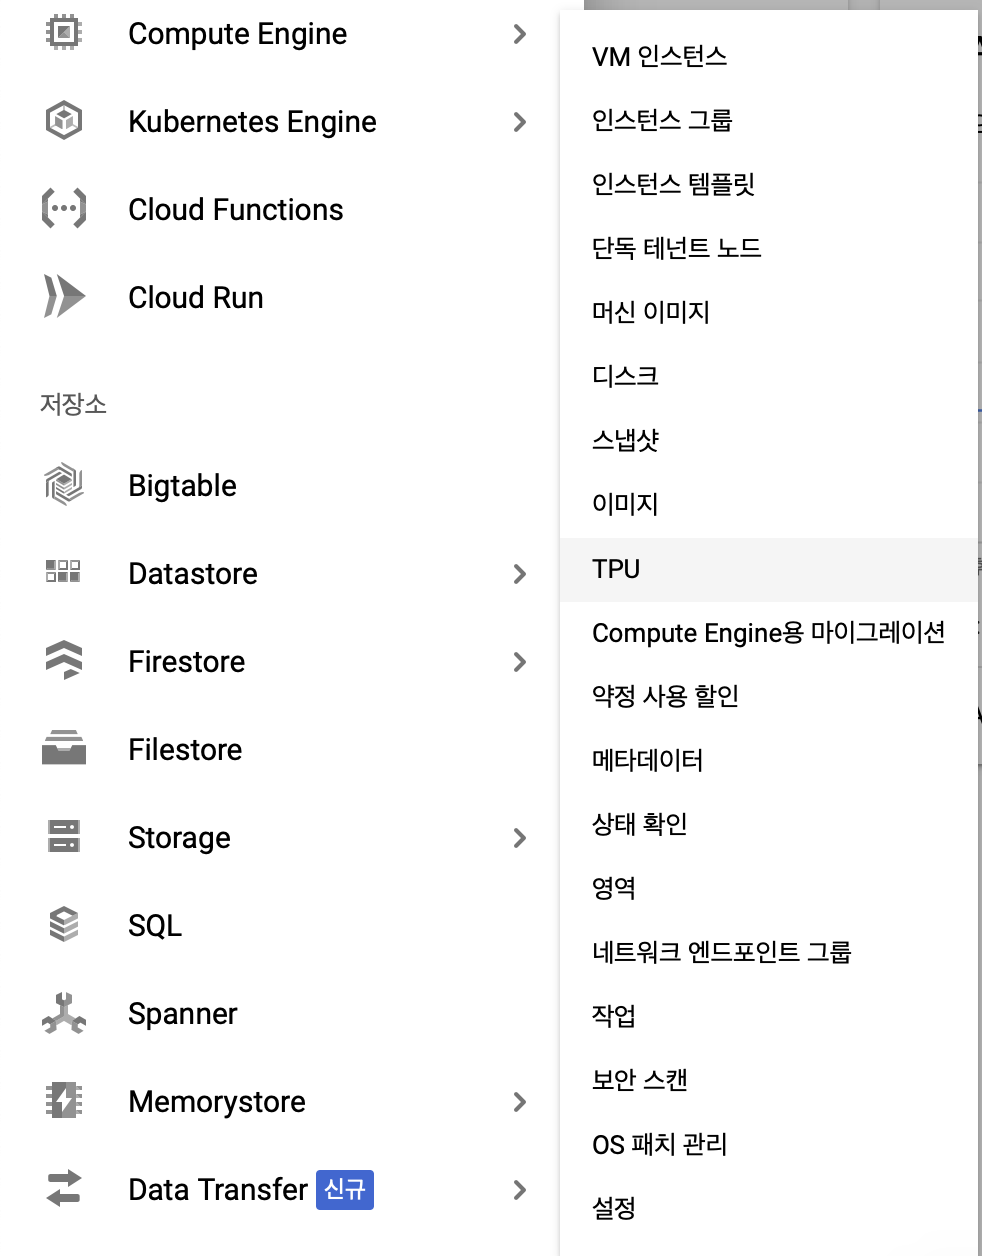 Compute Engine
Kubernetes Engine
Cloud Functions
Cloud Run
저장소
Bigtable
Datastore
Firestore
Filestore
Storage
SQL
Spanner
Memorystore
Data Transfer 신규
VM 인스턴스
인스턴스 그룹
인스턴스 템플릿
단독 테넌트 노드
머신 이미지
디스크
스냅샷
이미지
TPU
Compute Engine용 마이그레이션
약정 사용 할인
메타데이터
상태 확인
영역
네트워크 엔드포인트 그룹
작업
보안 스캔
OS 패치 관리
설정